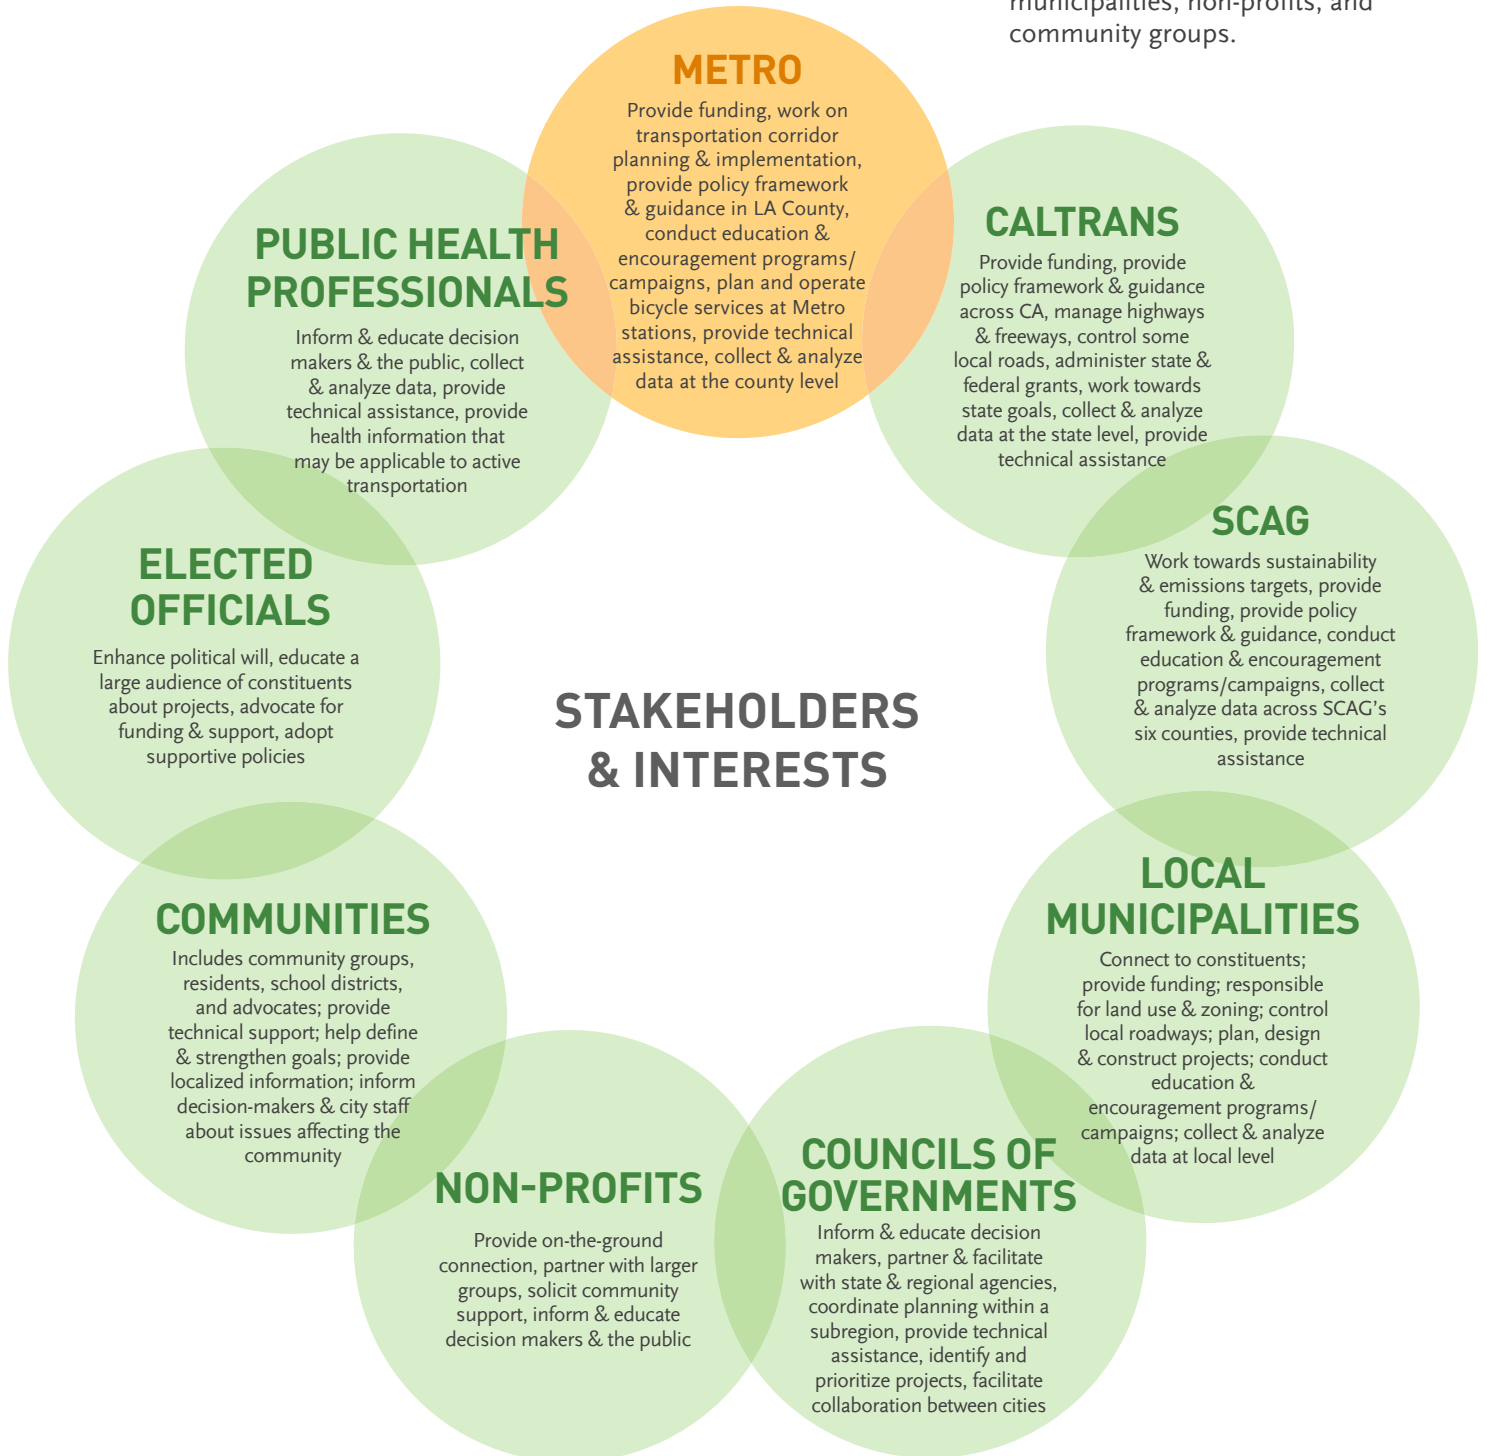 municipalities, non-profits, and
community groups.
METRO
Provide funding, work on
transportation corridor
planning & implementation,
provide policy framework
& guidance in LA County,
conduct education &
encouragement programs/
campaigns, plan and operate
bicycle services at Metro
stations, provide technical
assistance, collect & analyze
data at the county level
CALTRANS
Provide funding, provide
policy framework & guidance
across CA, manage highways
& freeways, control some
local roads, administer state &
federal grants, work towards
state goals, collect & analyze
data at the state level, provide
technical assistance
SCAG
Work towards sustainability
& emissions targets, provide
funding, provide policy
framework & guidance, conduct
education & encouragement
programs/campaigns, collect
& analyze data across SCAG's
six counties, provide technical
assistance
LOCAL
MUNICIPALITIES
Connect to constituents;
provide funding; responsible
for land use & zoning; control
local roadways; plan, design
& construct projects; conduct
education &
encouragement programs/
campaigns; collect & analyze
data at local level
COUNCILS OF
GOVERNMENTS
Inform & educate decision
makers, partner & facilitate
with state & regional agencies,
coordinate planning within a
subregion, provide technical
assistance, identify and
prioritize projects, facilitate
collaboration between cities
NON-PROFITS
Provide on-the-ground
connection, partner with larger
groups, solicit community
support, inform & educate
decision makers & the public
COMMUNITIES
Includes community groups,
residents, school districts,
and advocates; provide
technical support; help define
& strengthen goals; provide
localized information; inform
decision-makers & city staff
about issues affecting the
community
ELECTED
OFFICIALS
Enhance political will, educate a
large audience of constituents
about projects, advocate for
funding & support, adopt
supportive policies
PUBLIC HEALTH
PROFESSIONALS
Inform & educate decision
makers & the public, collect
& analyze data, provide
technical assistance, provide
health information that
may be applicable to active
transportation
STAKEHOLDERS
& INTERESTS